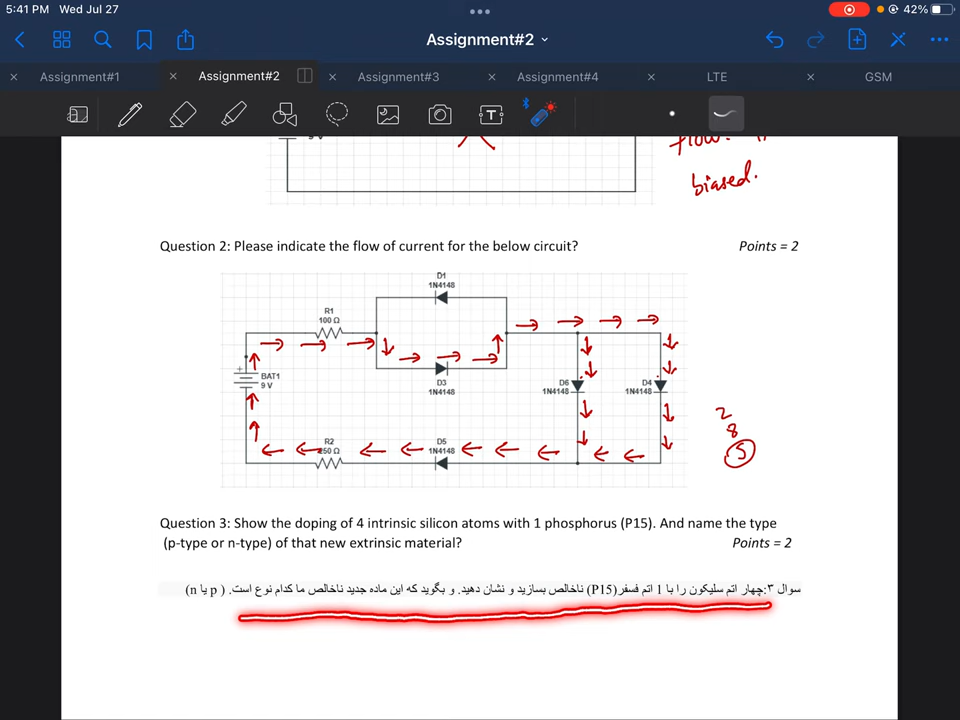 5:41 PM Wed Jul 27
42%
Assignment#2
Assignment#1
Assignment#2
Assignment#3
Assignment#4
LTE
GSM
T
biased.
Question 2: Please indicate the flow of current for the below circuit? Points = 2
D1
1N4148
R1
100 Ω
BAT1
9 V
D3
1N4148
D6
1N4148
D4
1N4148
R2
250 Ω
D5
1N4148
2
8
5
Question 3: Show the doping of 4 intrinsic silicon atoms with 1 phosphorus (P15). And name the type
(p-type or n-type) of that new extrinsic material? Points = 2
سوال ۳:چهار اتم سلیکون را با 1 اتم فسفر(P15) ناخالص بسازید و نشان دهید. و بگوید که این ماده جدید ناخالص ما کدام نوع است. ( p یا n)